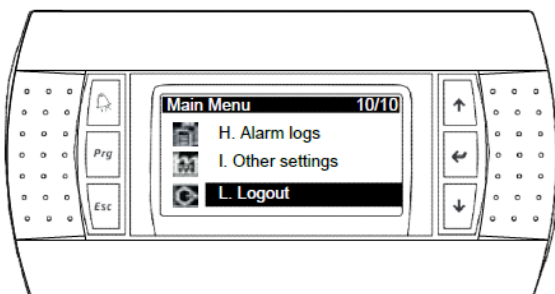 Main Menu 10/10
H. Alarm logs
Prg
I. Other settings
Esc
L. Logout